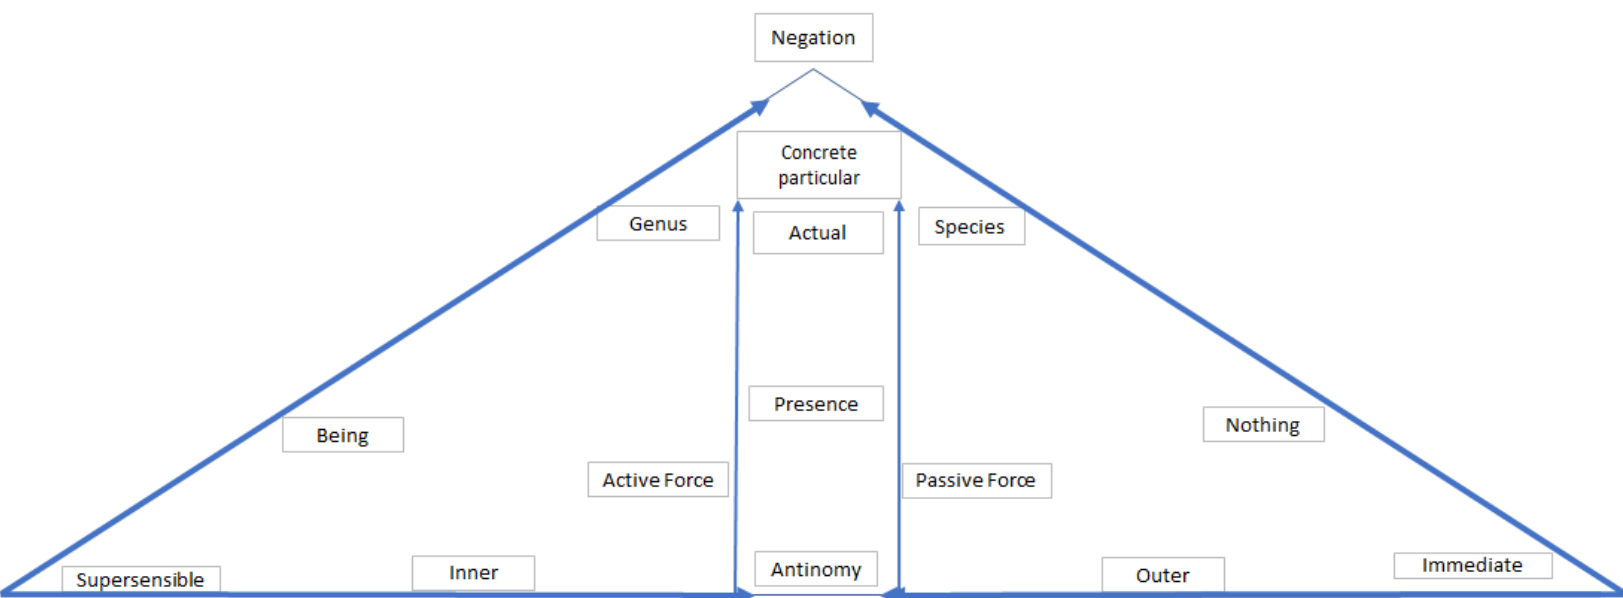 Negation
Concrete
particular
Genus
Actual
Species
Presence
Being
Nothing
Active Force
Passive Force
Supersensible
Inner
Antinomy
Outer
Immediate